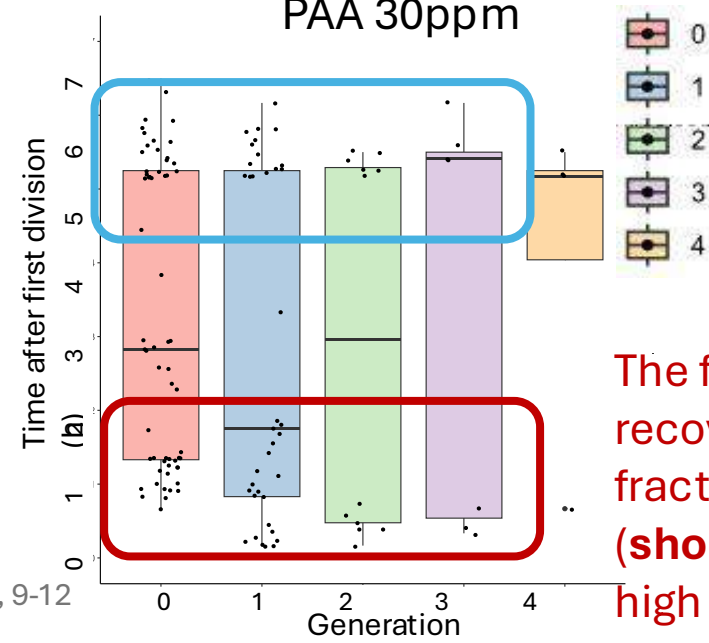 PAA 30ppm
7
6
5
4
3
2
1
0
Time after first division
(h)
0
1
2
3
4
Generation
0
1
2
3
4
The f
recov
fract
(sho
high
, 9-12